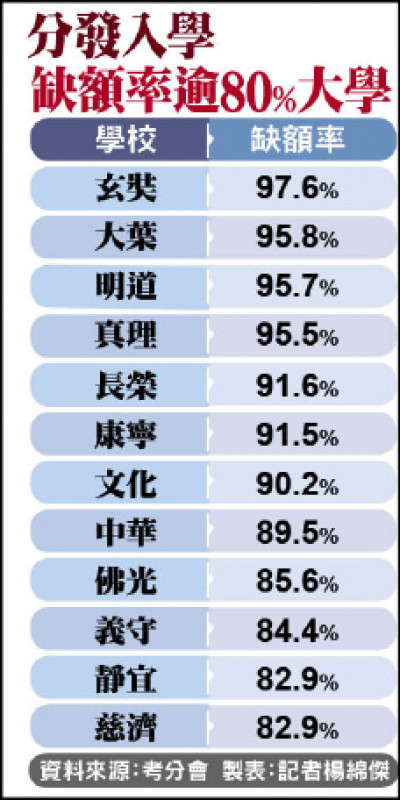 分發入學
缺額率逾80%大學
學校 缺額率
玄奘 97.6%
大葉 95.8%
明道 95.7%
真理 95.5%
長榮 91.6%
康寧 91.5%
文化 90.2%
中華 89.5%
佛光 85.6%
義守 84.4%
靜宜 82.9%
慈濟 82.9%
資料來源:考分會 製表:記者楊綿傑